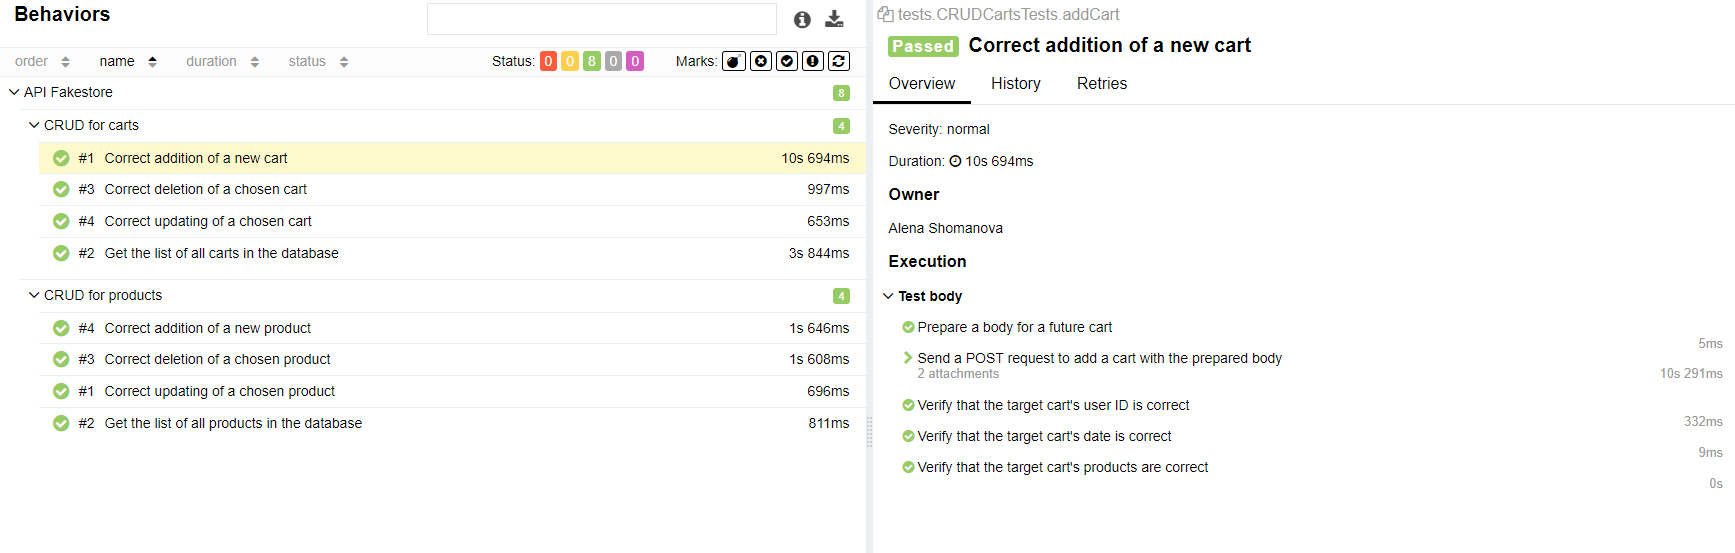 Behaviors
order name duration status Status: 0 0 8 0 0 Marks:
API Fakestore 8
CRUD for carts 4
#1 Correct addition of a new cart 10s 694ms
#3 Correct deletion of a chosen cart 997ms
#4 Correct updating of a chosen cart 653ms
#2 Get the list of all carts in the database 3s 844ms
CRUD for products 4
#4 Correct addition of a new product 1s 646ms
#3 Correct deletion of a chosen product 1s 608ms
#1 Correct updating of a chosen product 696ms
#2 Get the list of all products in the database 811ms
tests.CRUDCartsTests.addCart
Passed Correct addition of a new cart
Overview History Retries
Severity: normal
Duration: 10s 694ms
Owner
Alena Shomanova
Execution
Test body
Prepare a body for a future cart
5ms
Send a POST request to add a cart with the prepared body
2 attachments 10s 291ms
Verify that the target cart's user ID is correct
332ms
Verify that the target cart's date is correct
9ms
Verify that the target cart's products are correct
0s